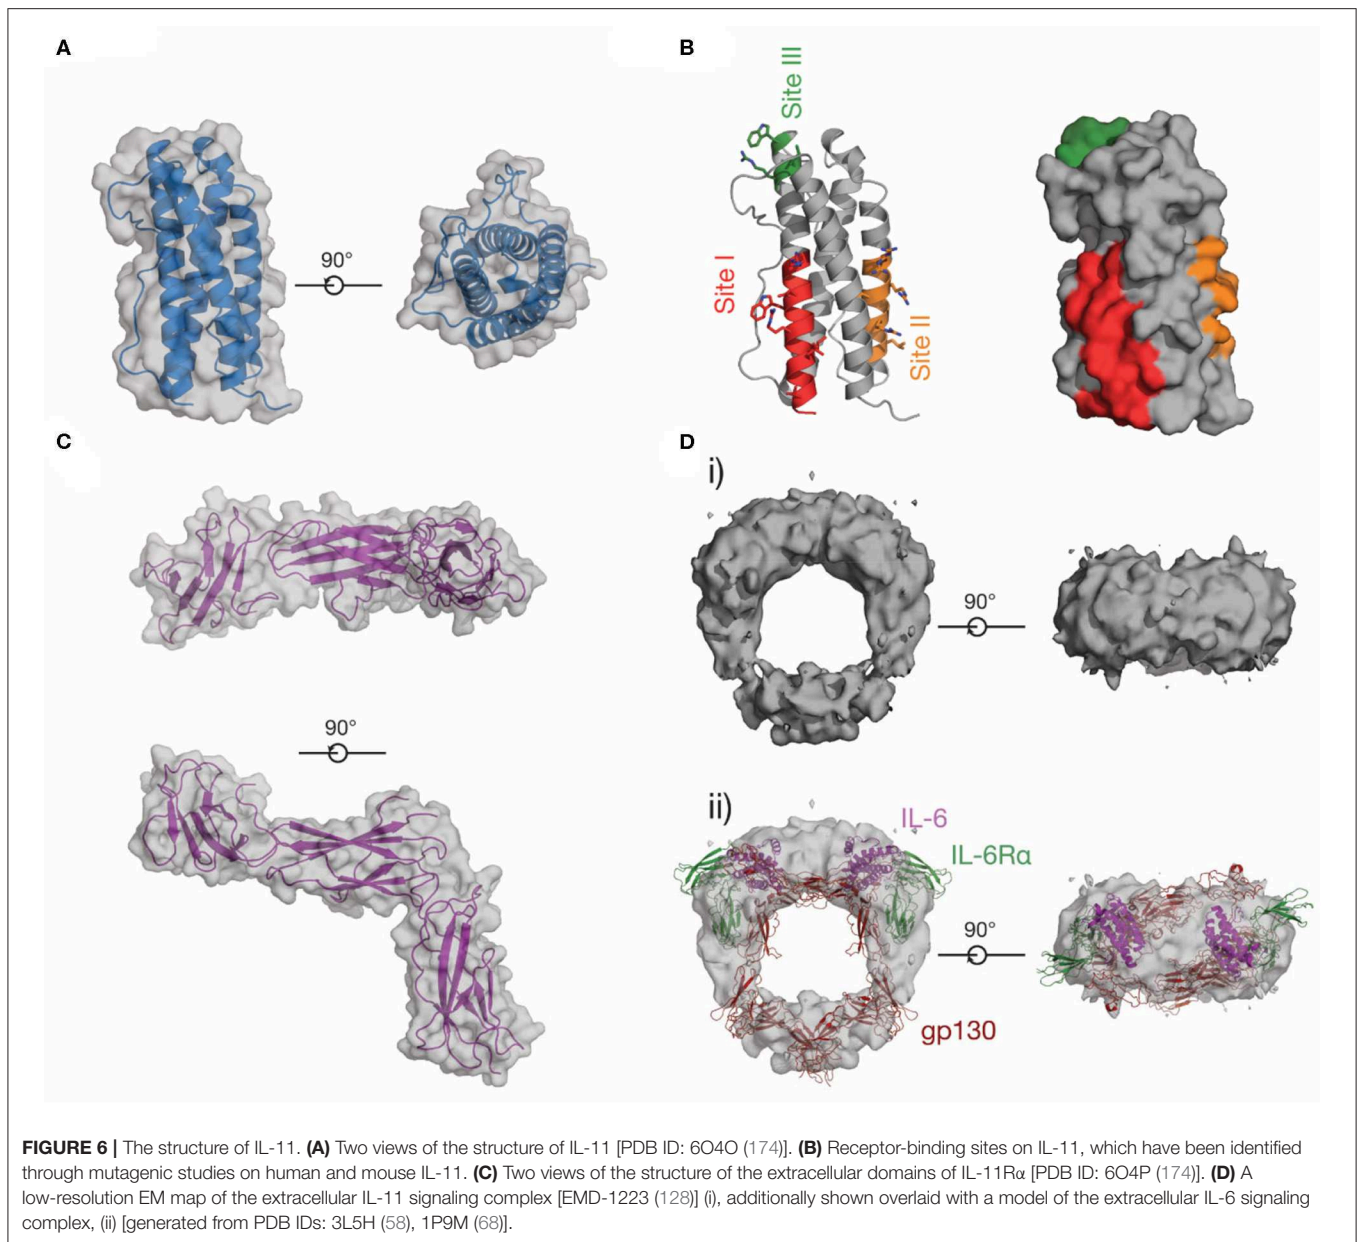 A
B
Site III
90°
Site I
Site II
C
D
i)
90°
90°
ii)
IL-6
IL-6Rα
90°
gp130
FIGURE 6 | The structure of IL-11. (A) Two views of the structure of IL-11 [PDB ID: 6O4O (174)]. (B) Receptor-binding sites on IL-11, which have been identified
through mutagenic studies on human and mouse IL-11. (C) Two views of the structure of the extracellular domains of IL-11Rα [PDB ID: 6O4P (174)]. (D) A
low-resolution EM map of the extracellular IL-11 signaling complex [EMD-1223 (128)] (i), additionally shown overlaid with a model of the extracellular IL-6 signaling
complex, (ii) [generated from PDB IDs: 3L5H (58), 1P9M (68)].